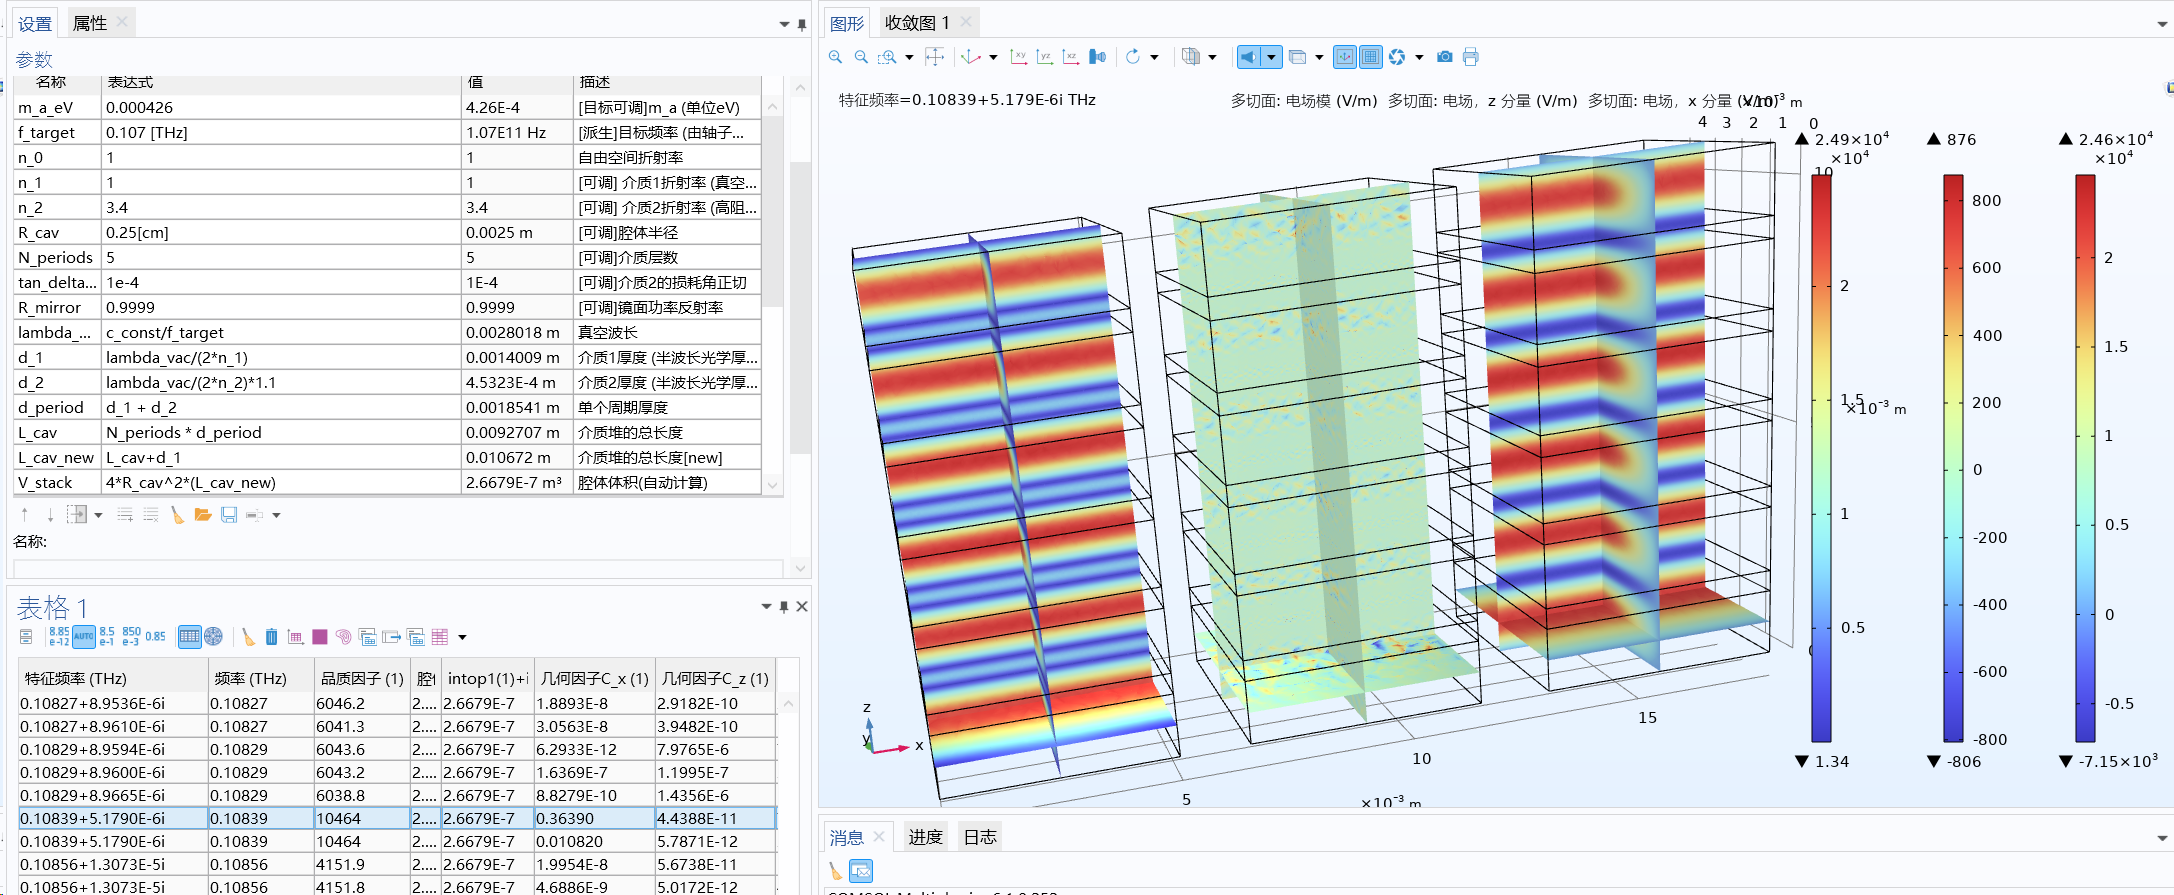 设置 属性
参数
名称 表达式 值 描述
m_a_eV 0.000426 4.26E-4 [目标可调]m_a (单位eV)
f_target 0.107 [THz] 1.07E11 Hz [派生]目标频率 (由轴子...
n_0 1 1 自由空间折射率
n_1 1 1 [可调] 介质1折射率 (真空...
n_2 3.4 3.4 [可调] 介质2折射率 (高阻...
R_cav 0.25[cm] 0.0025 m [可调]腔体半径
N_periods 5 5 [可调]介质层数
tan_delta... 1e-4 1E-4 [可调]介质2的损耗角正切
R_mirror 0.9999 0.9999 [可调]镜面功率反射率
lambda_... c_const/f_target 0.0028018 m 真空波长
d_1 lambda_vac/(2*n_1) 0.0014009 m 介质1厚度 (半波长光学厚...
d_2 lambda_vac/(2*n_2)*1.1 4.5323E-4 m 介质2厚度 (半波长光学厚...
d_period d_1 + d_2 0.0018541 m 单个周期厚度
L_cav N_periods * d_period 0.0092707 m 介质堆的总长度
L_cav_new L_cav+d_1 0.010672 m 介质堆的总长度[new]
V_stack 4*R_cav^2*(L_cav_new) 2.6679E-7 m³ 腔体体积(自动计算)
名称:
表格 1
8.85 e-12 AUTO 8.5 e-1 850 e-3 0.85
特征频率 (THz) 频率 (THz) 品质因子 (1) 腔 intop1(1)+i 几何因子C_x (1) 几何因子C_z (1)
0.10827+8.9536E-6i 0.10827 6046.2 2.... 2.6679E-7 1.8893E-8 2.9182E-10
0.10827+8.9610E-6i 0.10827 6041.3 2.... 2.6679E-7 3.0563E-8 3.9482E-10
0.10829+8.9594E-6i 0.10829 6043.6 2.... 2.6679E-7 6.2933E-12 7.9765E-6
0.10829+8.9600E-6i 0.10829 6043.2 2.... 2.6679E-7 1.6369E-7 1.1995E-7
0.10829+8.9665E-6i 0.10829 6038.8 2.... 2.6679E-7 8.8279E-10 1.4356E-6
0.10839+5.1790E-6i 0.10839 10464 2.... 2.6679E-7 0.36390 4.4388E-11
0.10839+5.1790E-6i 0.10839 10464 2.... 2.6679E-7 0.010820 5.7871E-12
0.10856+1.3073E-5i 0.10856 4151.9 2.... 2.6679E-7 1.9954E-8 5.6738E-11
0.10856+1.3073E-5i 0.10856 4151.8 2.... 2.6679E-7 4.6886E-9 5.0172E-12
图形 收敛图 1
xy yz xz
特征频率=0.10839+5.179E-6i THz
多切面: 电场模 (V/m) 多切面: 电场, z 分量 (V/m) 多切面: 电场, x 分量 (V/m)
×10⁻³ m
4 3 2 1 0
10
×10⁻³ m
0
5
10
15
×10⁻³ m
z
y
x
▲ 2.49×10⁴
×10⁴
2
1.5
1
0.5
▼ 1.34
▲ 876
800
600
400
200
0
-200
-400
-600
-800
▼ -806
▲ 2.46×10⁴
×10⁴
2
1.5
1
0.5
0
-0.5
▼ -7.15×10³
消息 进度 日志